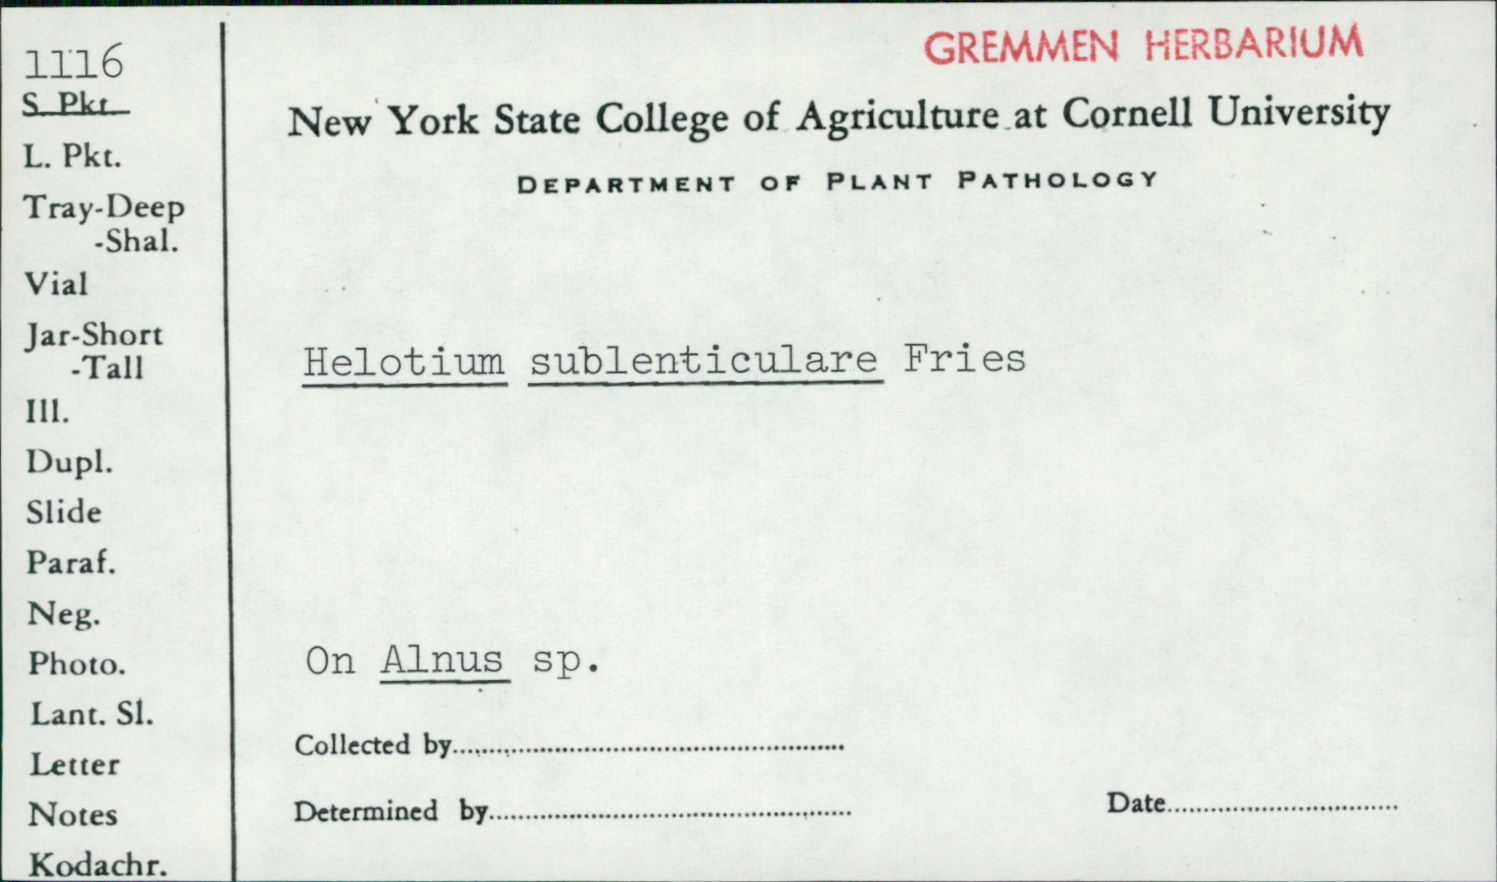 1116
S. Pkt.
L. Pkt.
Tray-Deep
-Shal.
Vial
Jar-Short
-Tall
Ill.
Dupl.
Slide
Paraf.
Neg.
Photo.
Lant. Sl.
Letter
Notes
Kodachr.
GREMMEN HERBARIUM
New York State College of Agriculture at Cornell University
DEPARTMENT OF PLANT PATHOLOGY
Helotium sublenticulare Fries
On Alnus sp.
Collected by
Determined by
Date